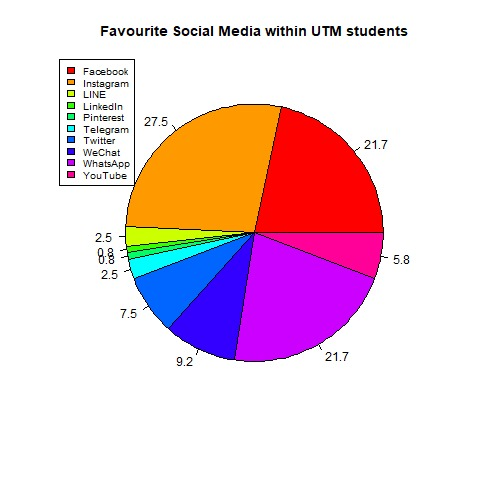 Favourite Social Media within UTM students
Facebook
Instagram
LINE
LinkedIn
Pinterest
Telegram
Twitter
WeChat
WhatsApp
YouTube
27.5
21.7
2.5
0.8
0.8
2.5
5.8
7.5
9.2
21.7